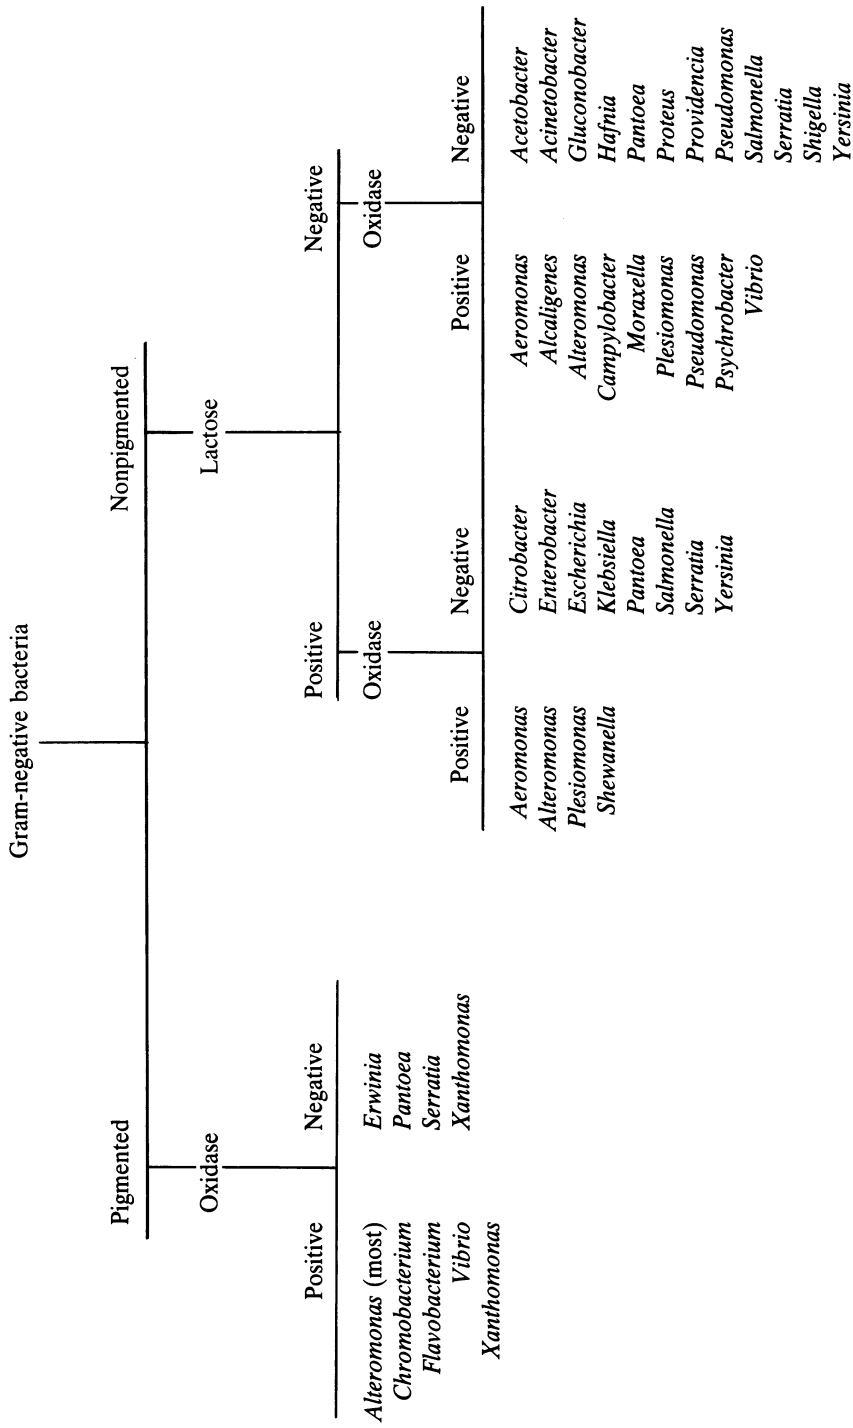 Gram-negative bacteria
Pigmented
Nonpigmented
Oxidase
Lactose
Positive
Negative
Positive
Negative
Oxidase
Oxidase
Positive
Negative
Positive
Negative
Alteromonas (most)
Chromobacterium
Flavobacterium
Vibrio
Xanthomonas
Erwinia
Pantoea
Serratia
Xanthomonas
Aeromonas
Alteromonas
Plesiomonas
Shewanella
Citrobacter
Enterobacter
Escherichia
Klebsiella
Pantoea
Salmonella
Serratia
Yersinia
Aeromonas
Alcaligenes
Alteromonas
Campylobacter
Moraxella
Plesiomonas
Pseudomonas
Psychrobacter
Vibrio
Acetobacter
Acinetobacter
Gluconobacter
Hafnia
Pantoea
Proteus
Providencia
Pseudomonas
Salmonella
Serratia
Shigella
Yersinia